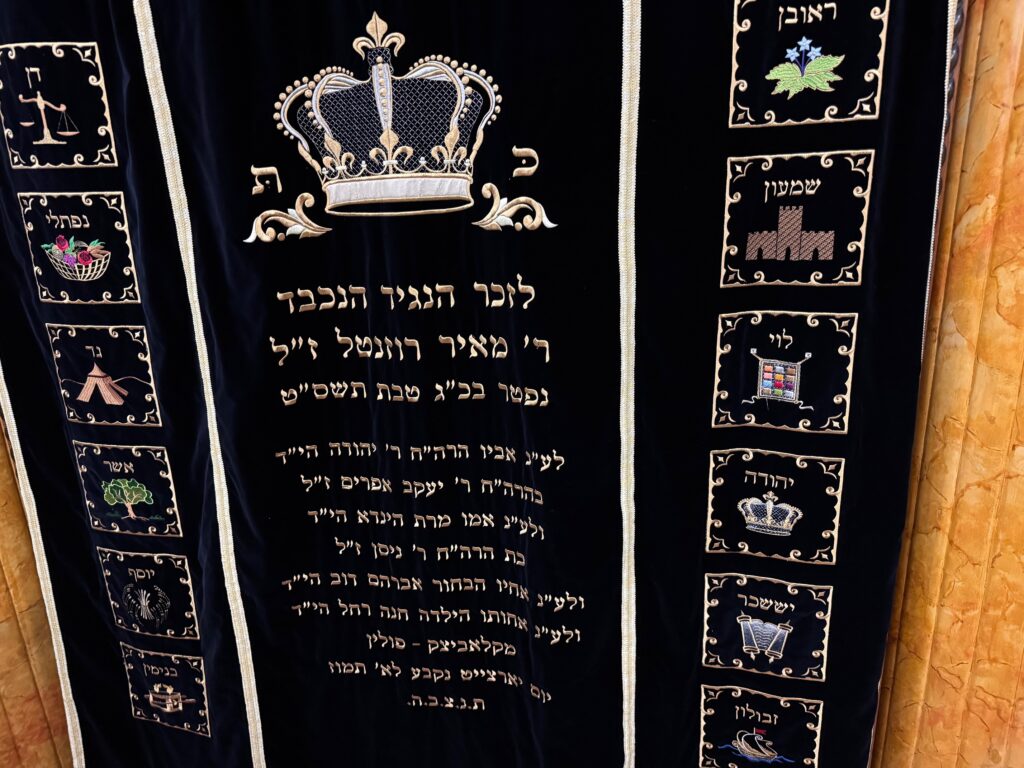 כ ת
לזכר הנגיד הנכבד
ר' מאיר רוזנטל ז"ל
נפטר בכ"ג טבת תשס"ט
לע"נ אביו הרה"ח ר' יהודה הי"ד
בהרה"ח ר' יעקב אפרים ז"ל
ולע"נ אמו מרת הינדא הי"ד
בת הרה"ח ר' ניסן ז"ל
ולע"נ אחיו הבחור אברהם דוב הי"ד
ולע"נ אחותו הילדה חנה רחל הי"ד
מקלאביצק - פולין
יום יארצייט נקבע לא' תמוז
ת.נ.צ.ב.ה.
ראובן
שמעון
לוי
יהודה
יששכר
זבולון
דן
נפתלי
גד
אשר
יוסף
בנימין